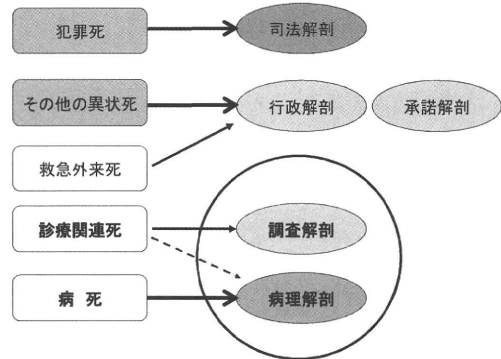 犯罪死
司法解剖
その他の異状死
行政解剖
承諾解剖
救急外来死
診療関連死
調査解剖
病 死
病理解剖